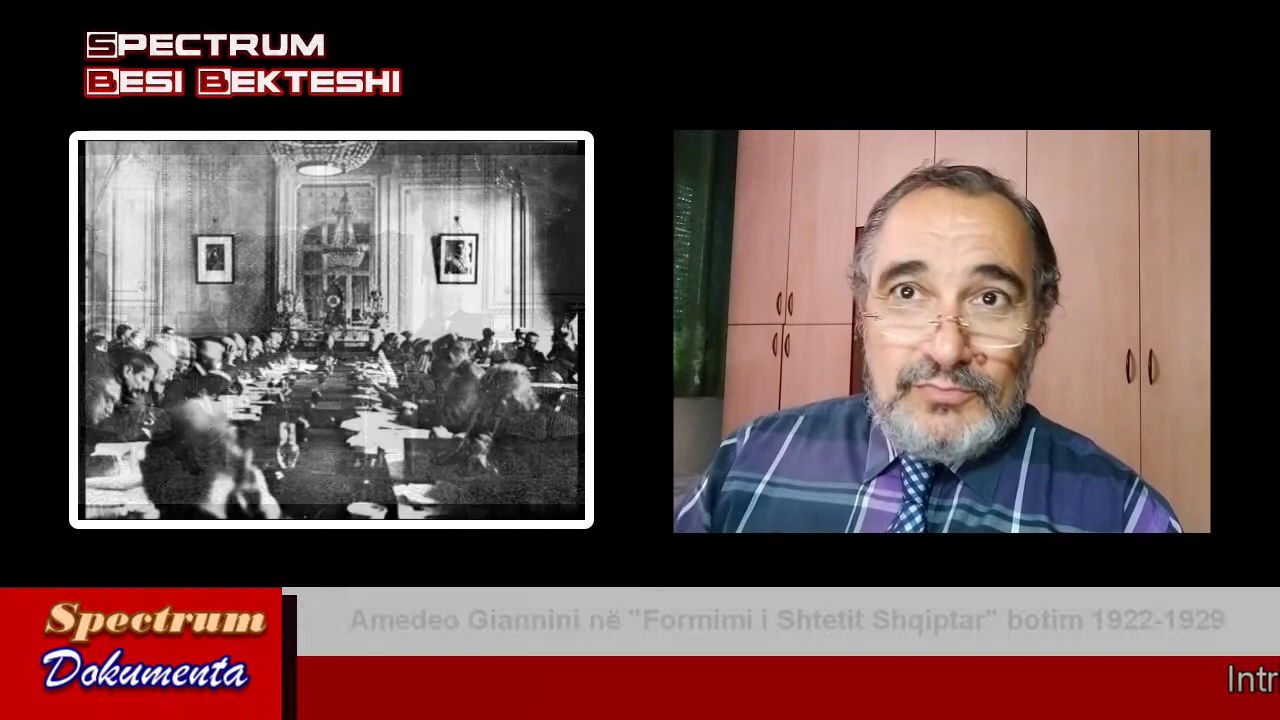 SPECTRUM
BESI BEKTESHI
Spectrum
Dokumenta
Amedeo Giannini në "Formimi i Shtetit Shqiptar" botim 1922-1929
Intr